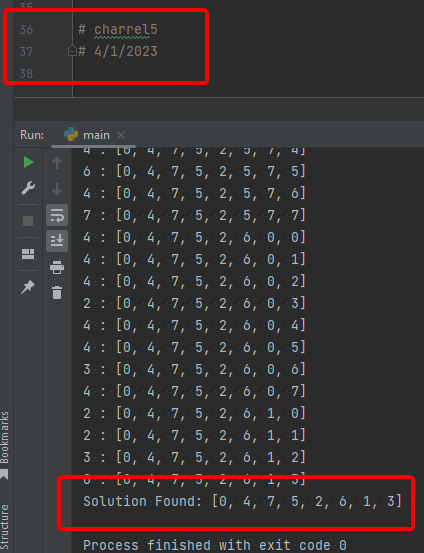 35
36 # charrel5
37 # 4/1/2023
38
Run: main
4 : [0, 4, 7, 5, 2, 5, 7, 4]
6 : [0, 4, 7, 5, 2, 5, 7, 5]
4 : [0, 4, 7, 5, 2, 5, 7, 6]
7 : [0, 4, 7, 5, 2, 5, 7, 7]
4 : [0, 4, 7, 5, 2, 6, 0, 0]
4 : [0, 4, 7, 5, 2, 6, 0, 1]
4 : [0, 4, 7, 5, 2, 6, 0, 2]
2 : [0, 4, 7, 5, 2, 6, 0, 3]
4 : [0, 4, 7, 5, 2, 6, 0, 4]
4 : [0, 4, 7, 5, 2, 6, 0, 5]
3 : [0, 4, 7, 5, 2, 6, 0, 6]
4 : [0, 4, 7, 5, 2, 6, 0, 7]
2 : [0, 4, 7, 5, 2, 6, 1, 0]
2 : [0, 4, 7, 5, 2, 6, 1, 1]
3 : [0, 4, 7, 5, 2, 6, 1, 2]
0 : [0, 4, 7, 5, 2, 6, 1, 3]
Solution Found: [0, 4, 7, 5, 2, 6, 1, 3]
Process finished with exit code 0
Bookmarks
Structure